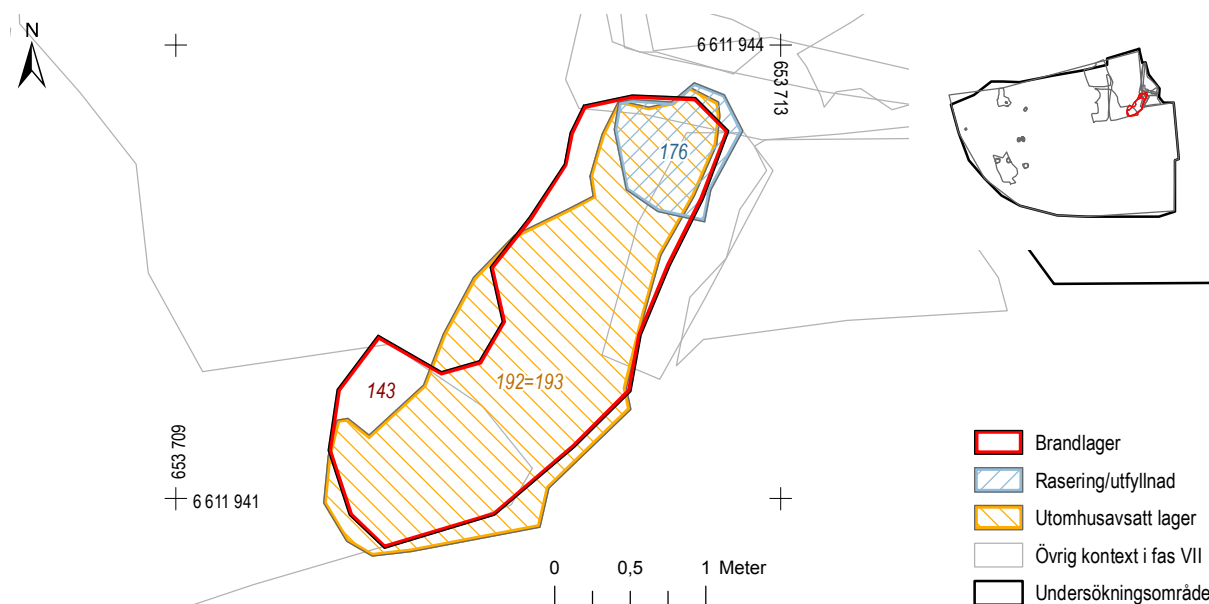 N
6 611 944
653 713
176
143
192=193
653 709
6 611 941
0 0,5 1 Meter
Brandlager
Rasering/utfyllnad
Utomhusavsatt lager
Övrig kontext i fas VII
Undersökningsområde